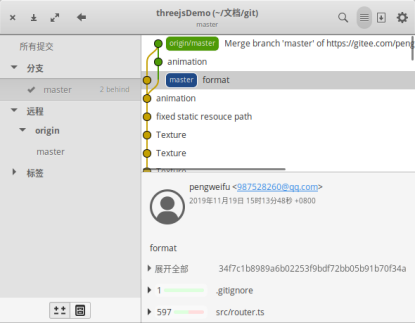 threejsDemo (~/文档/git)
master
所有提交
分支
master 2 behind
远程
origin
master
标签
origin/master Merge branch 'master' of https://gitee.com/peng
animation
master format
animation
fixed static resouce path
Texture
Texture
Texture
pengweifu <987528260@qq.com>
2019年11月19日 15时13分48秒 +0800
format
展开全部 34f7c1b8989a6b02253f9bdf72bb05b91b70f34a
1 .gitignore
597 src/router.ts